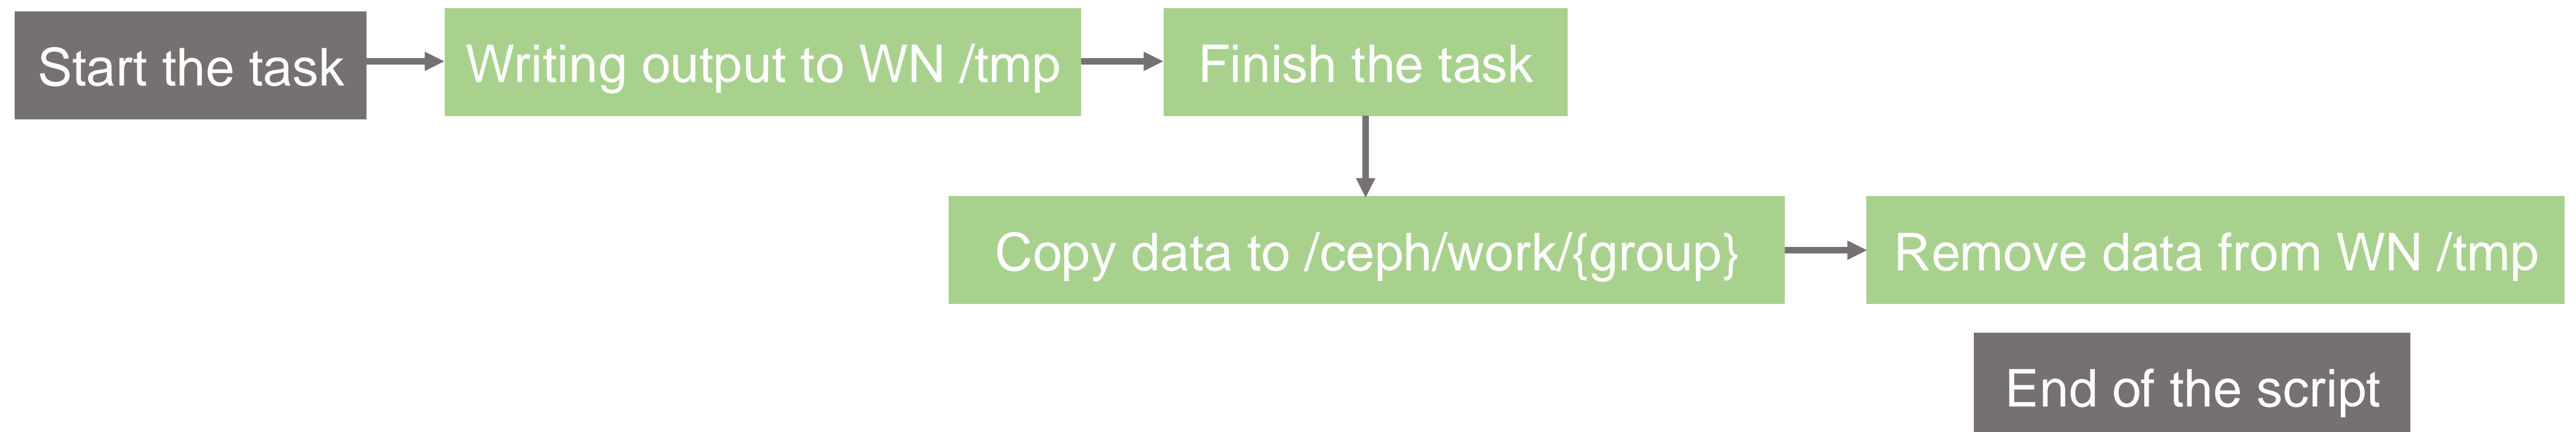 Start the task
Writing output to WN /tmp
Finish the task
Copy data to /ceph/work/{group}
Remove data from WN /tmp
End of the script